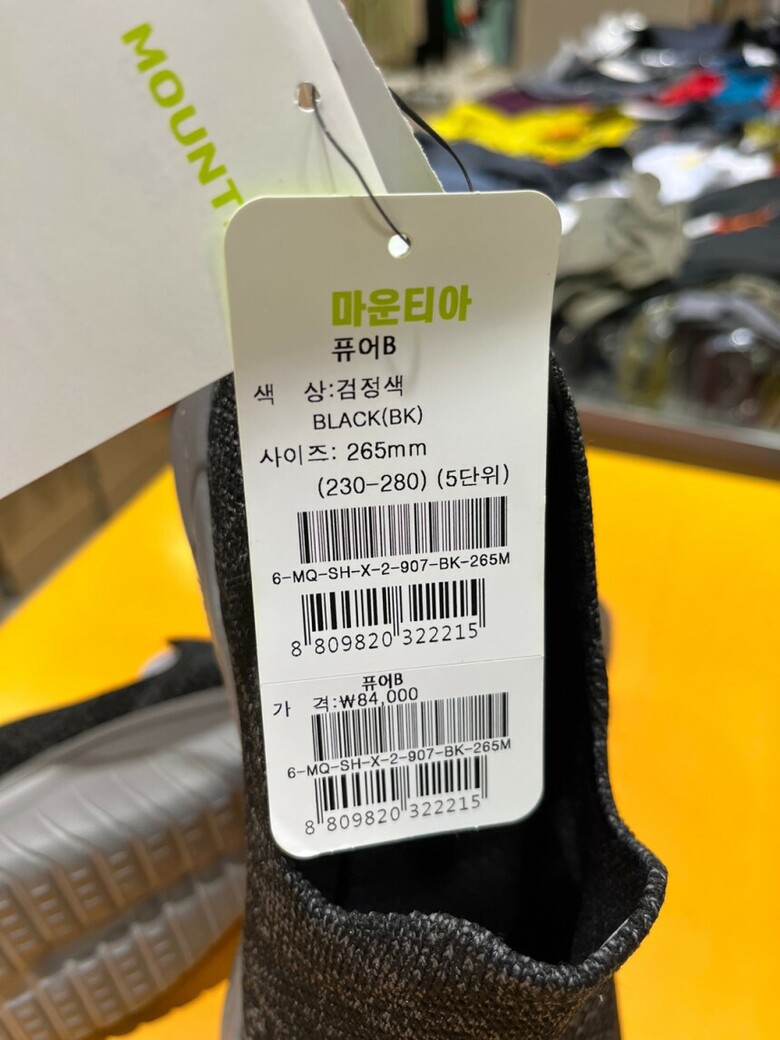 MOUNT
마운티아
퓨어B
색 상:검정색
BLACK(BK)
사이즈: 265mm
(230-280) (5단위)
6-MQ-SH-X-2-907-BK-265M
8 809820 322215
퓨어B
가 격:₩84,000
6-MQ-SH-X-2-907-BK-265M
8 809820 322215